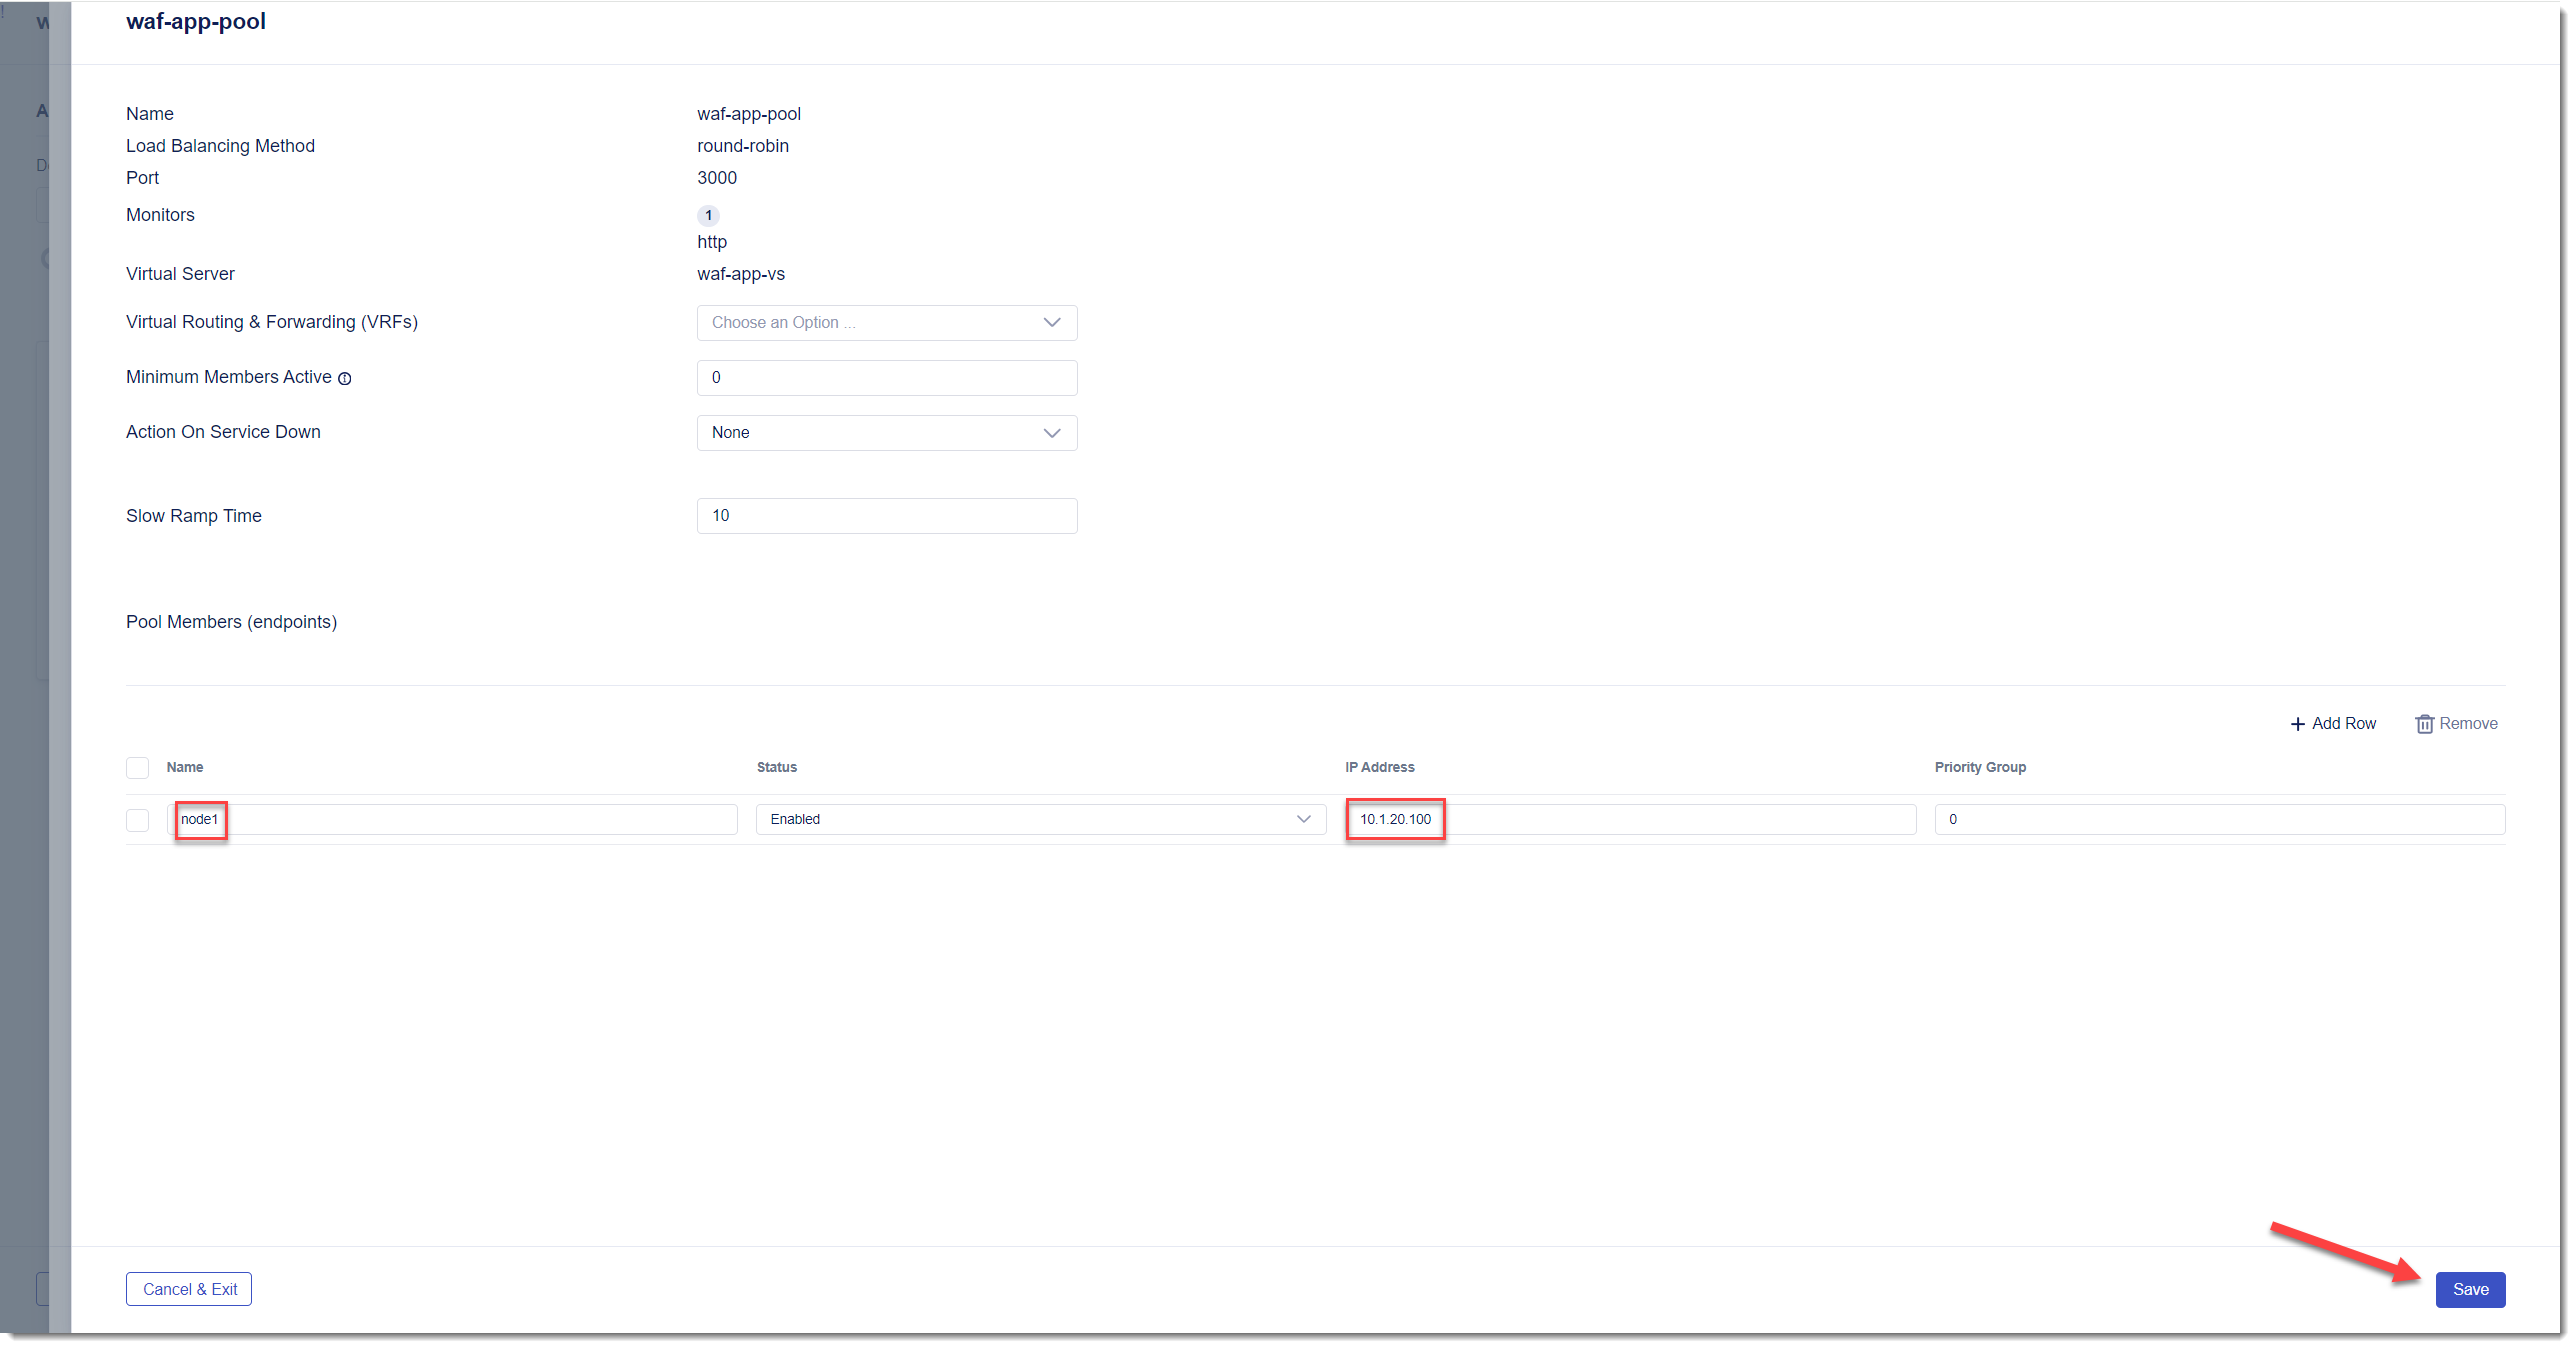 waf-app-pool
Name waf-app-pool
Load Balancing Method round-robin
Port 3000
Monitors 1
http
Virtual Server waf-app-vs
Virtual Routing & Forwarding (VRFs) Choose an Option ...
Minimum Members Active 0
Action On Service Down None
Slow Ramp Time 10
Pool Members (endpoints)
Add Row Remove
Name Status IP Address Priority Group
node1 Enabled 10.1.20.100 0
Cancel & Exit Save